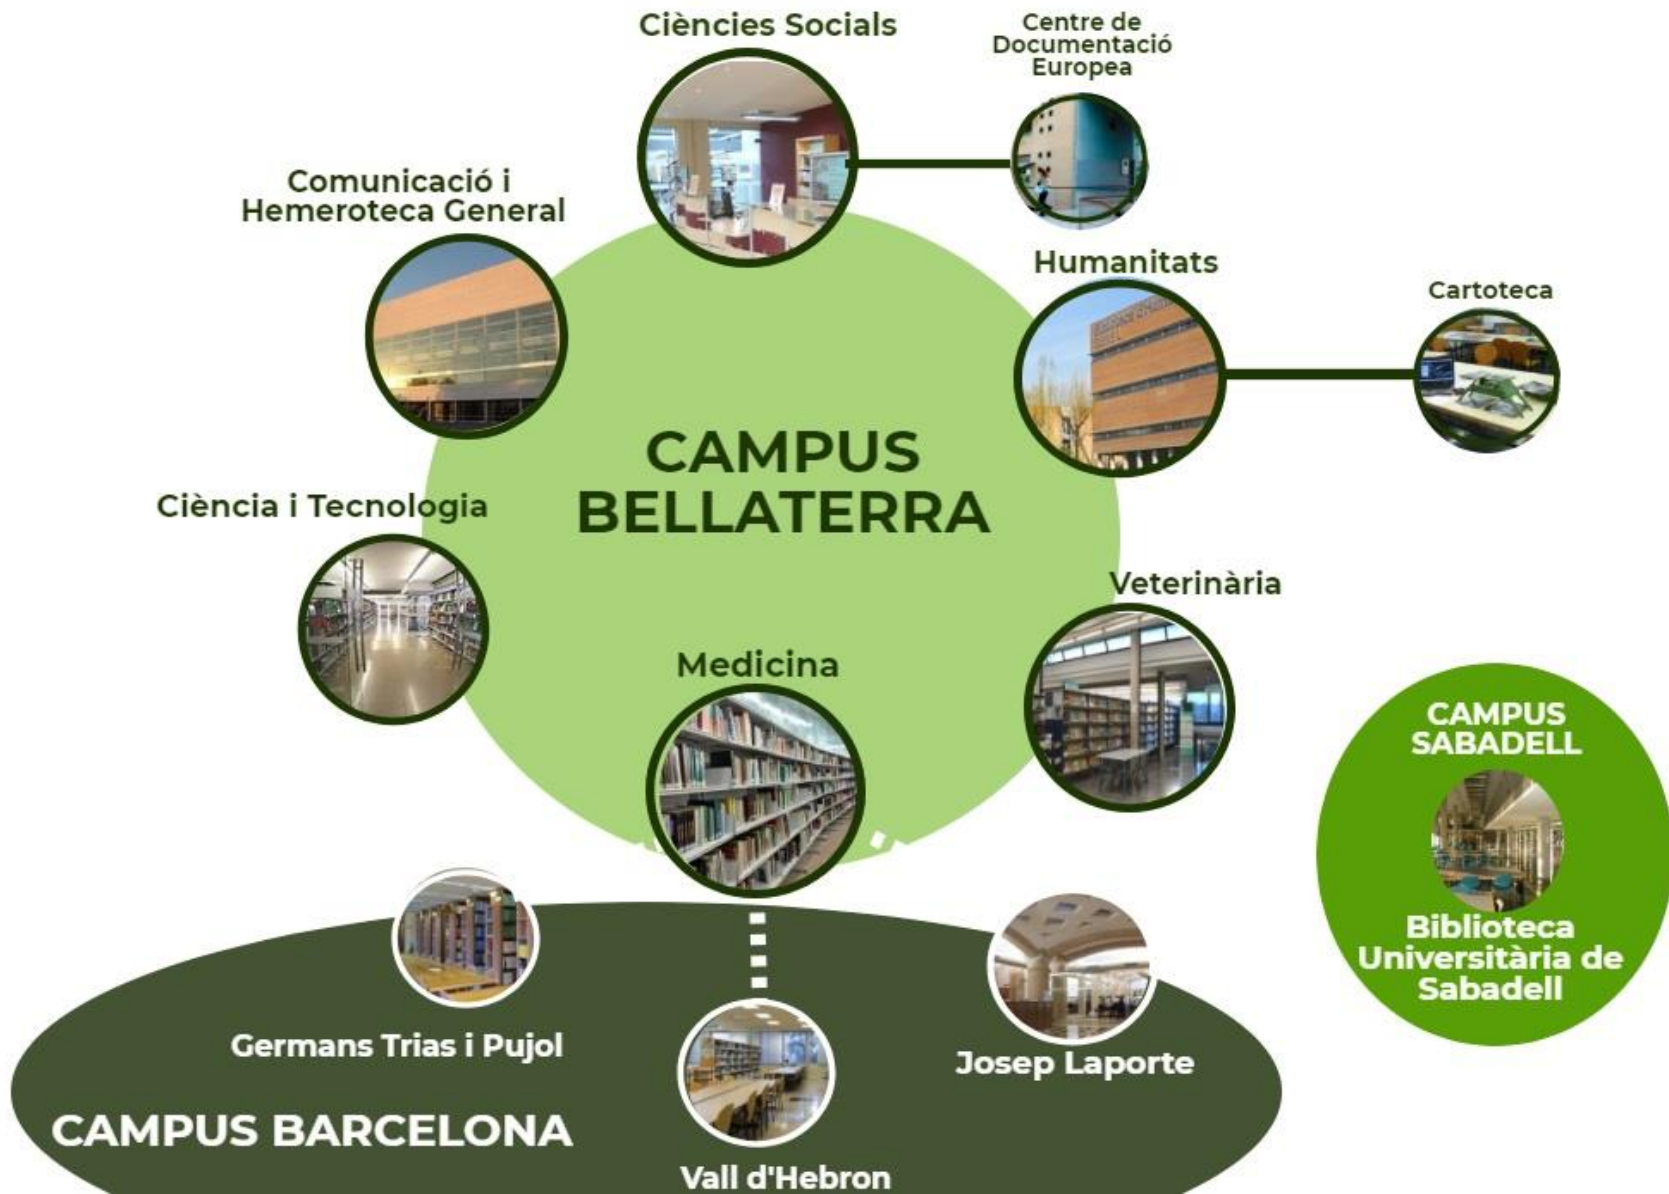 Ciències Socials
Centre de
Documentació
Europea
Comunicació i
Hemeroteca General
Humanitats
Cartoteca
CAMPUS
BELLATERRA
Ciència i Tecnologia
Veterinària
Medicina
CAMPUS
SABADELL
Biblioteca
Universitària de
Sabadell
Germans Trias i Pujol
Josep Laporte
CAMPUS BARCELONA
Vall d'Hebron